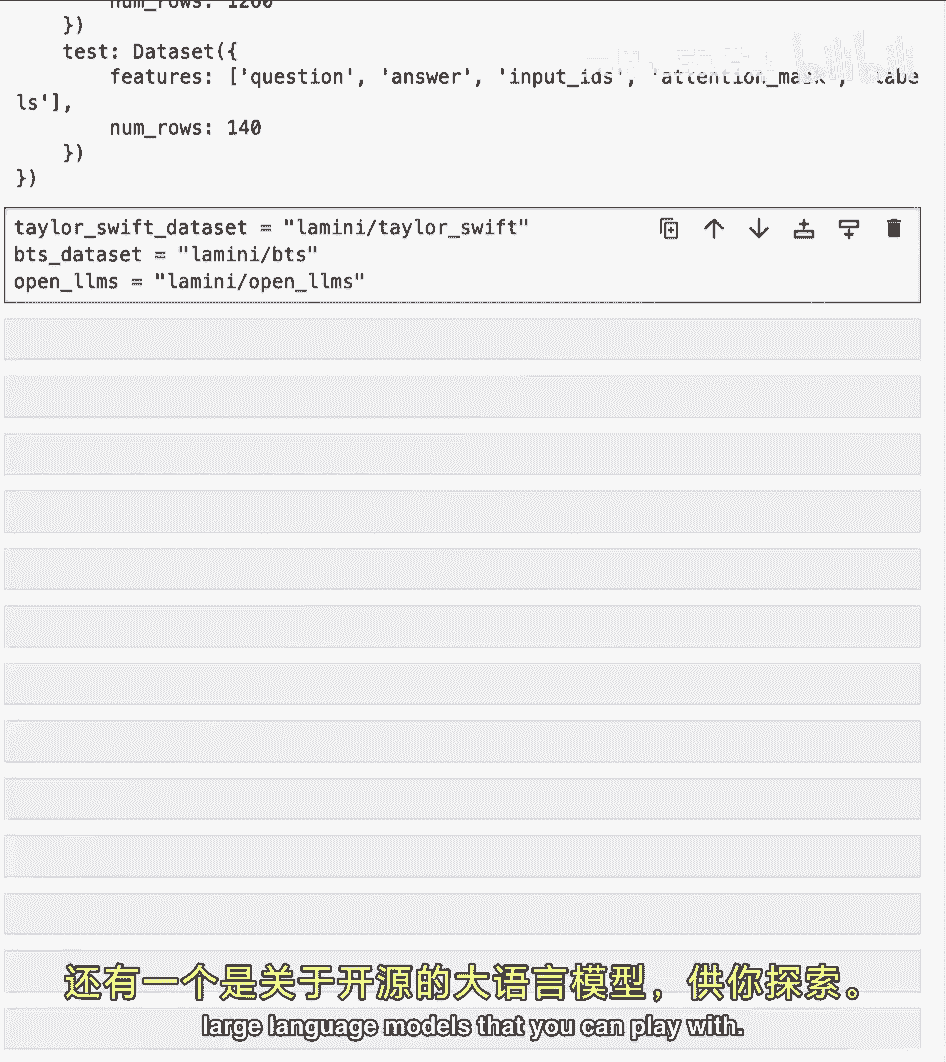 num_rows: 1260
})
test: Dataset({
features: ['question', 'answer', 'input_ids', 'attention_mask', 'labe
ls'],
num_rows: 140
})
})
taylor_swift_dataset = "lamini/taylor_swift"
bts_dataset = "lamini/bts"
open_llms = "lamini/open_llms"
还有一个是关于开源的大语言模型，供你探索。
large language models that you can play with.